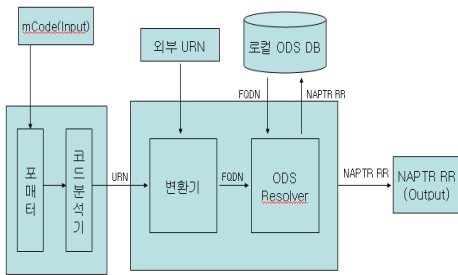 mCode(Input)
외부 URN
로컬 ODS DB
FQDN
NAPTR RR
포매터
코드분석기
URN
변환기
FQDN
ODS
Resolver
NAPTR RR
NAPTR RR
(Output)